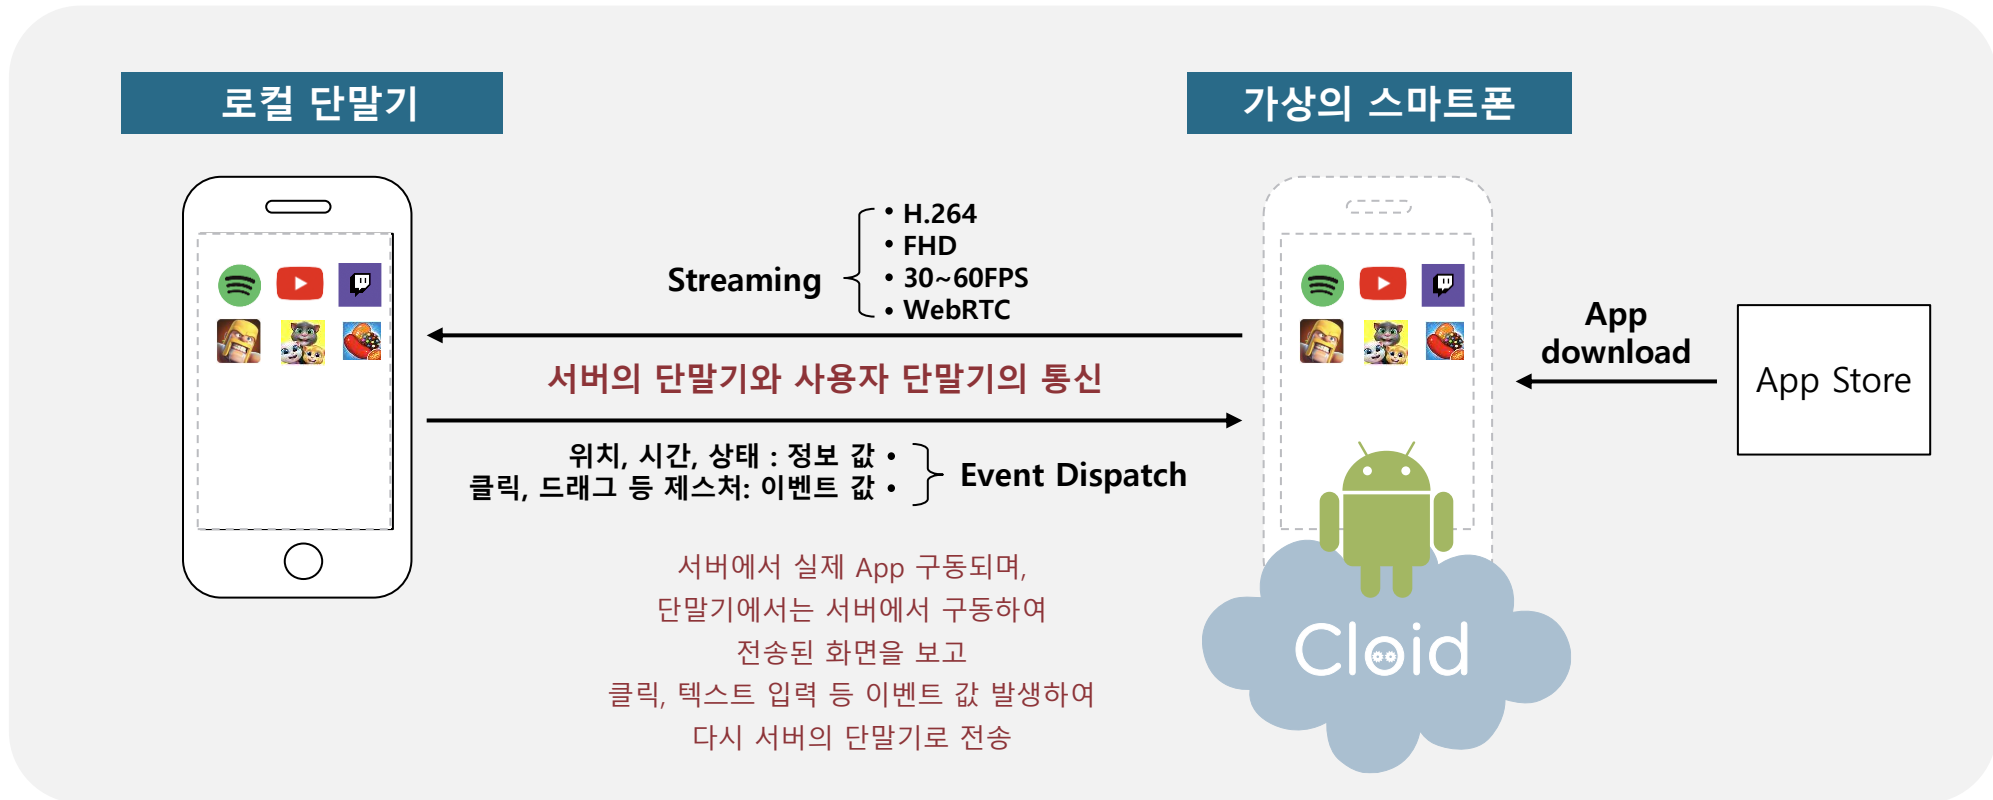 로컬 단말기
가상의 스마트폰
Streaming
• H.264
• FHD
• 30~60FPS
• WebRTC
서버의 단말기와 사용자 단말기의 통신
위치, 시간, 상태 : 정보 값 •
클릭, 드래그 등 제스처: 이벤트 값 •
Event Dispatch
App
download
App Store
서버에서 실제 App 구동되며,
단말기에서는 서버에서 구동하여
전송된 화면을 보고
클릭, 텍스트 입력 등 이벤트 값 발생하여
다시 서버의 단말기로 전송
Cloid